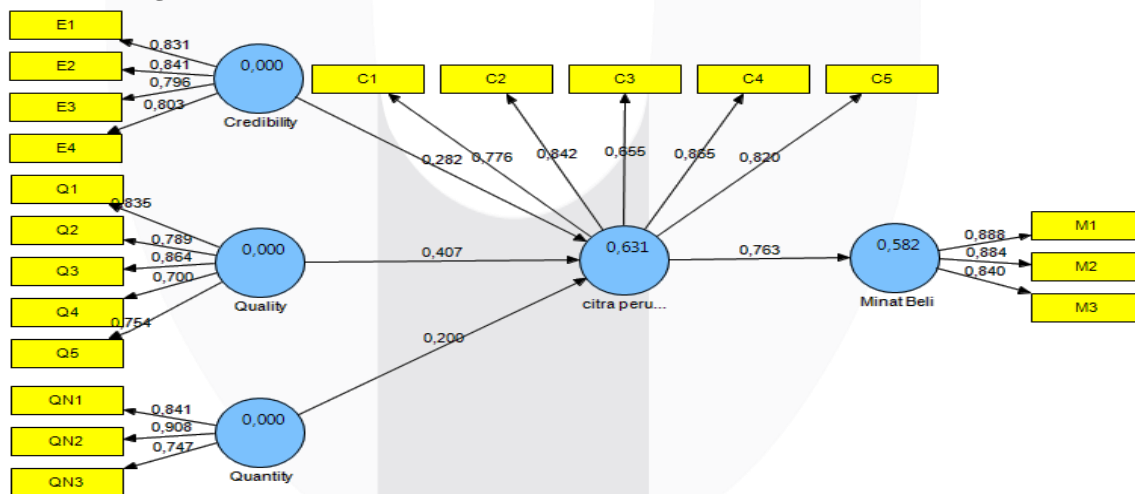 E1
E2
E3
E4
0,831
0,841
0,796
0,803
0,000
Credibility
C1
C2
C3
C4
C5
0,282
0,776
0,842
0,655
0,865
0,820
Q1
Q2
Q3
Q4
Q5
0,835
0,789
0,864
0,700
0,754
0,000
Quality
0,407
0,631
citra peru...
0,763
0,582
Minat Beli
0,888
0,884
0,840
M1
M2
M3
0,200
QN1
QN2
QN3
0,841
0,908
0,747
0,000
Quantity